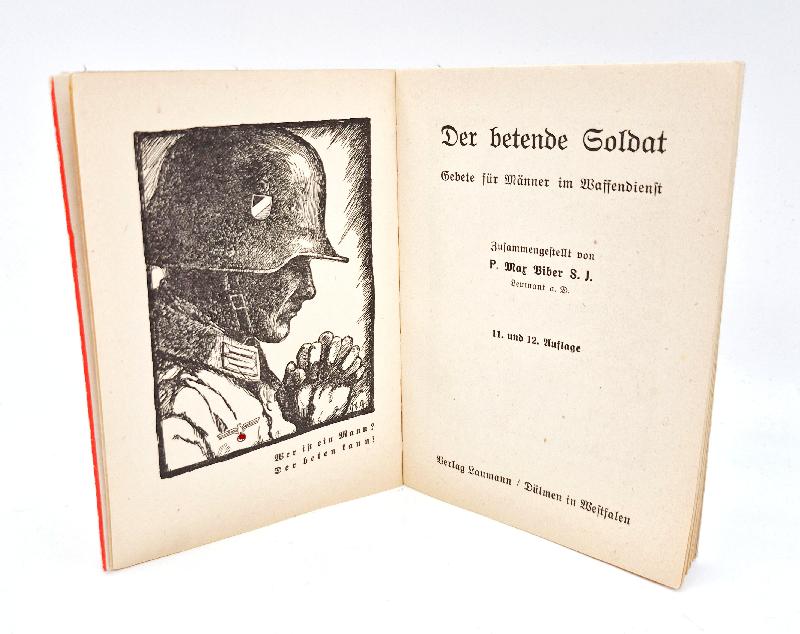 Wer ist ein Mann?
Der beten kann!
Der betende Soldat
Gebete für Männer im Waffendienst
Zusammengestellt von
P. Max Biber S. J.
Leutnant a. D.
11. und 12. Auflage
Verlag Laumann / Dülmen in Westfalen